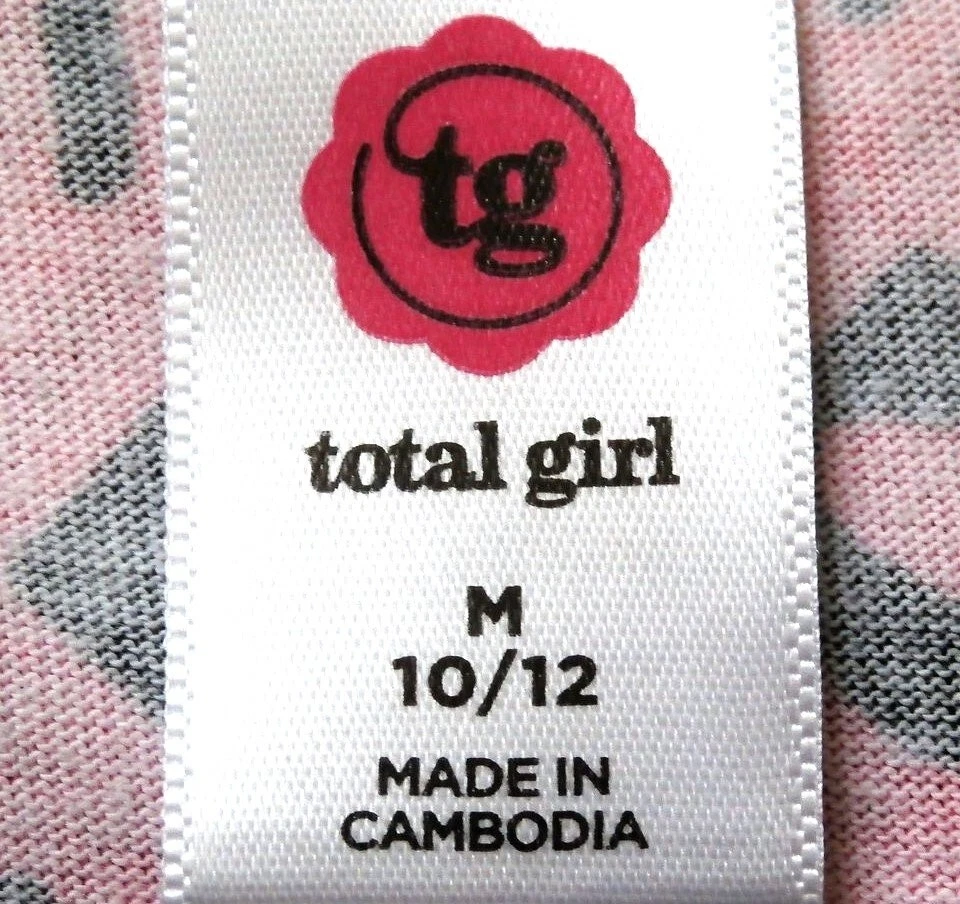 tg
total girl
M
10/12
MADE IN
CAMBODIA